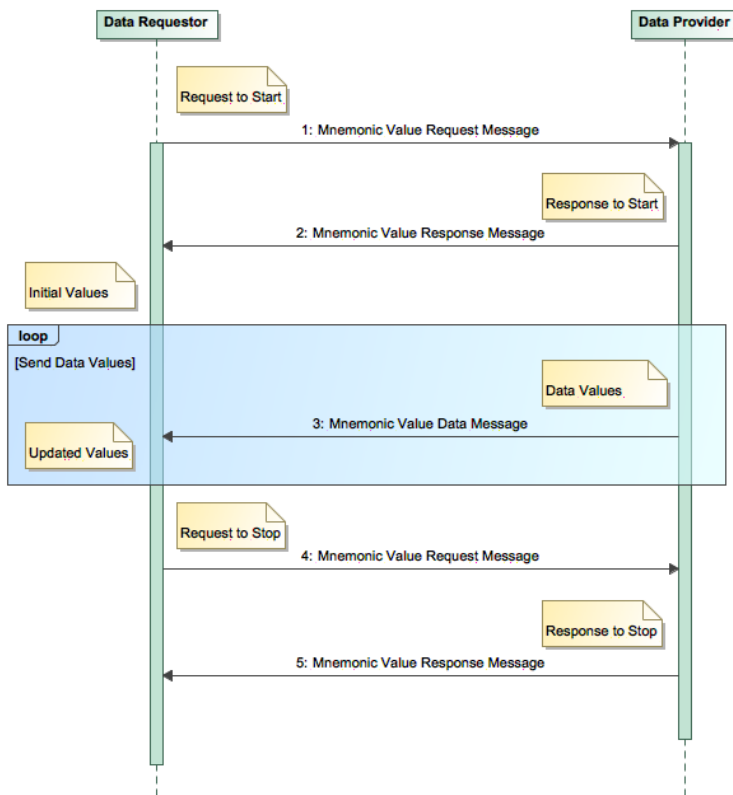 Data Requestor
Data Provider
Request to Start
1: Mnemonic Value Request Message
Response to Start
2: Mnemonic Value Response Message
Initial Values
loop
[Send Data Values]
Data Values
3: Mnemonic Value Data Message
Updated Values
Request to Stop
4: Mnemonic Value Request Message
Response to Stop
5: Mnemonic Value Response Message